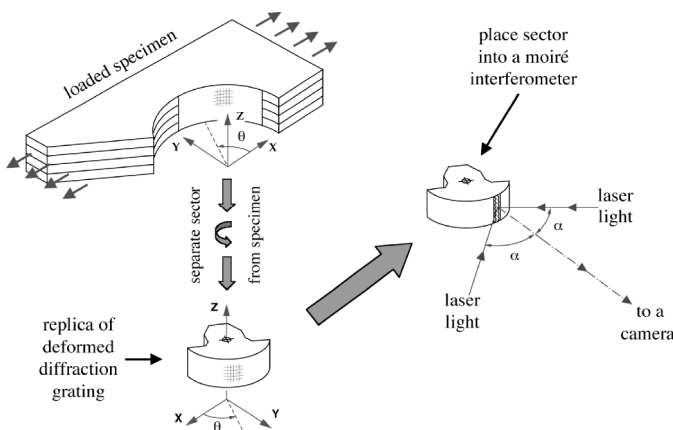 loaded specimen
Z
θ
Y
X
separate sector
from specimen
Z
replica of
deformed
diffraction
grating
X
Y
θ
place sector
into a moiré
interferometer
laser
light
α
α
laser
light
to a
camera